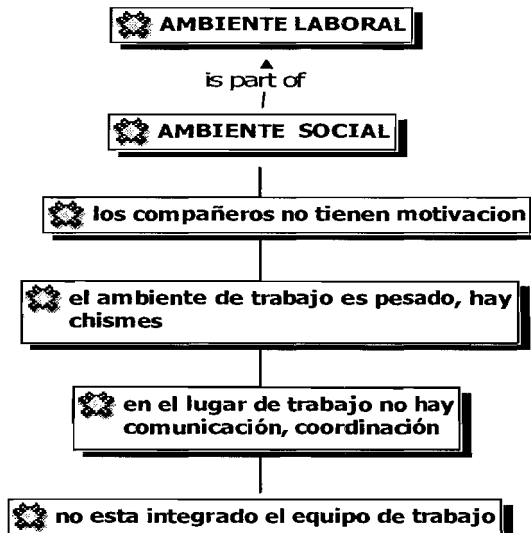 AMBIENTE LABORAL
is part of
AMBIENTE SOCIAL
los compañeros no tienen motivacion
el ambiente de trabajo es pesado, hay
chismes
en el lugar de trabajo no hay
comunicación, coordinación
no esta integrado el equipo de trabajo